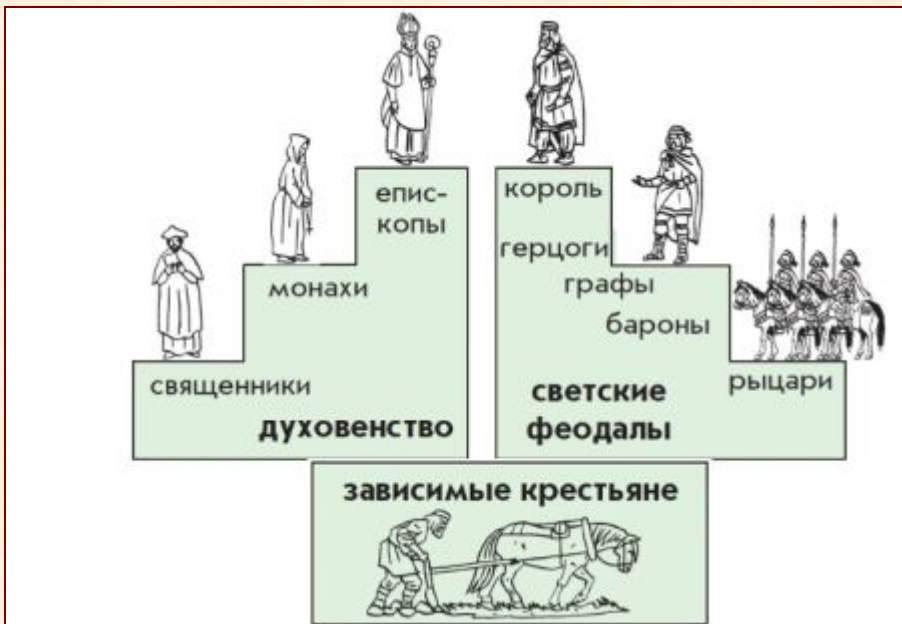 епис-
копы
монахи
священники
духовенство
король
герцоги
графы
бароны
рыцари
светские
феодалы
зависимые крестьяне